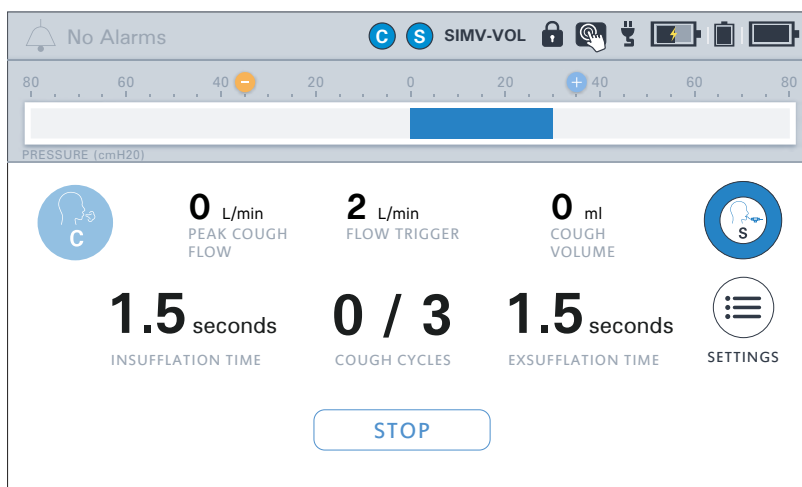 No Alarms C S SIMV-VOL
80 60 40 − 20 0 20 + 40 60 80
PRESSURE (cmH20)
C
0 L/min
PEAK COUGH
FLOW
2 L/min
FLOW TRIGGER
0 ml
COUGH
VOLUME
S
1.5 seconds
INSUFFLATION TIME
0 / 3
COUGH CYCLES
1.5 seconds
EXSUFFLATION TIME
SETTINGS
STOP